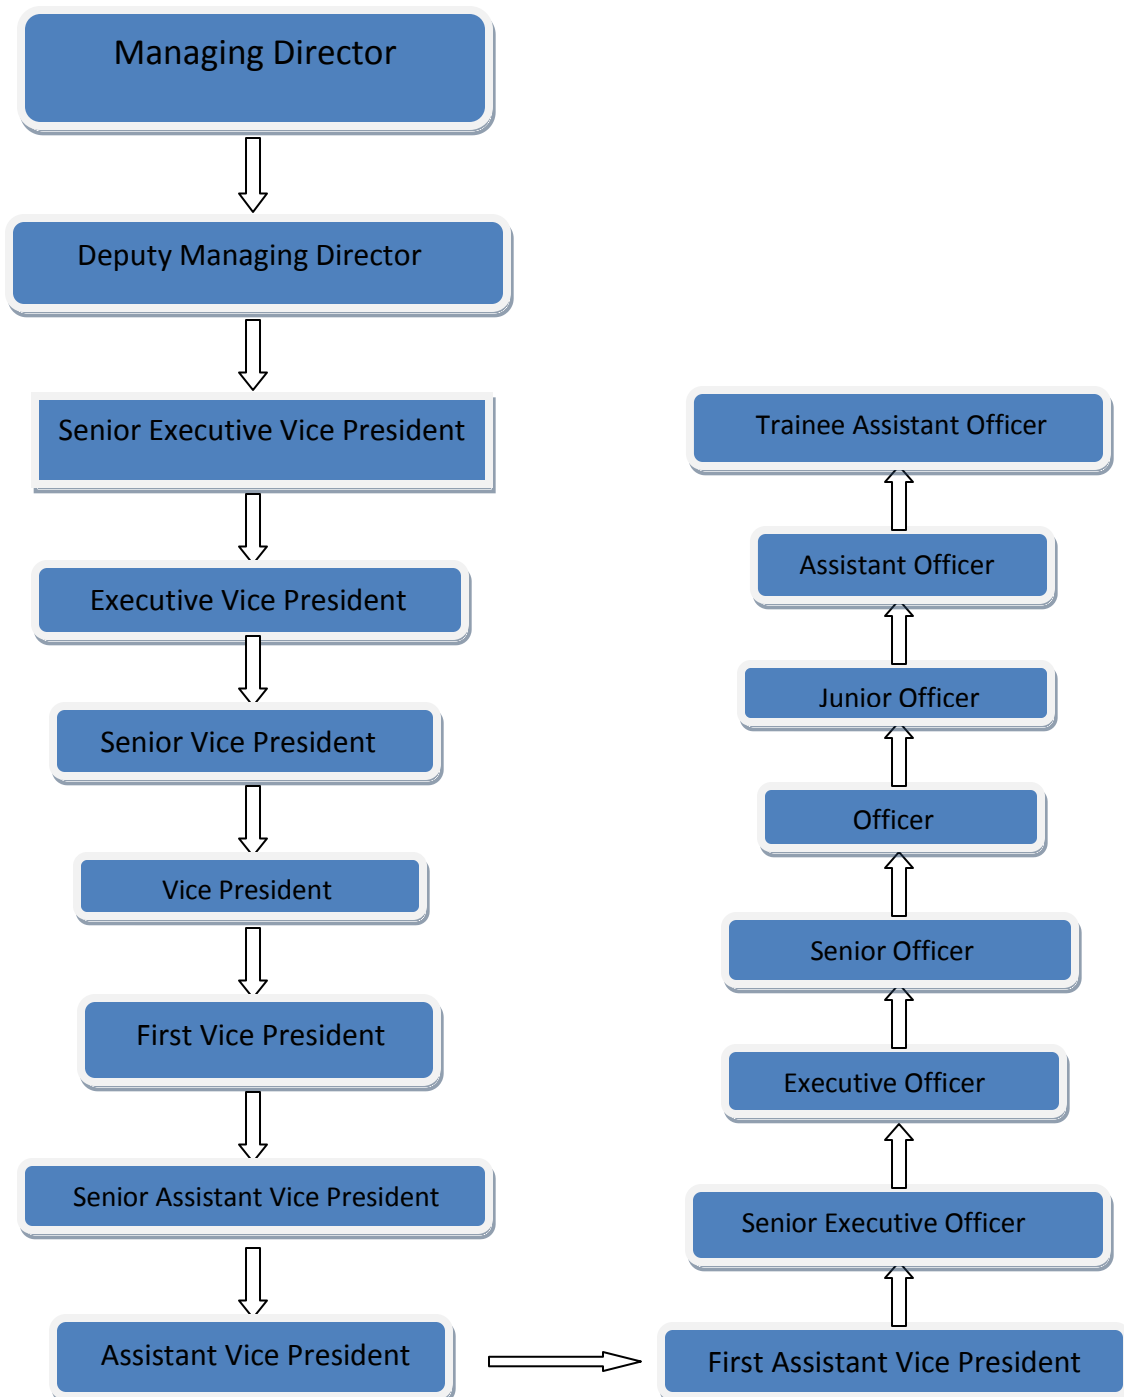 Managing Director
Deputy Managing Director
Senior Executive Vice President
Executive Vice President
Senior Vice President
Vice President
First Vice President
Senior Assistant Vice President
Assistant Vice President
First Assistant Vice President
Senior Executive Officer
Executive Officer
Senior Officer
Officer
Junior Officer
Assistant Officer
Trainee Assistant Officer